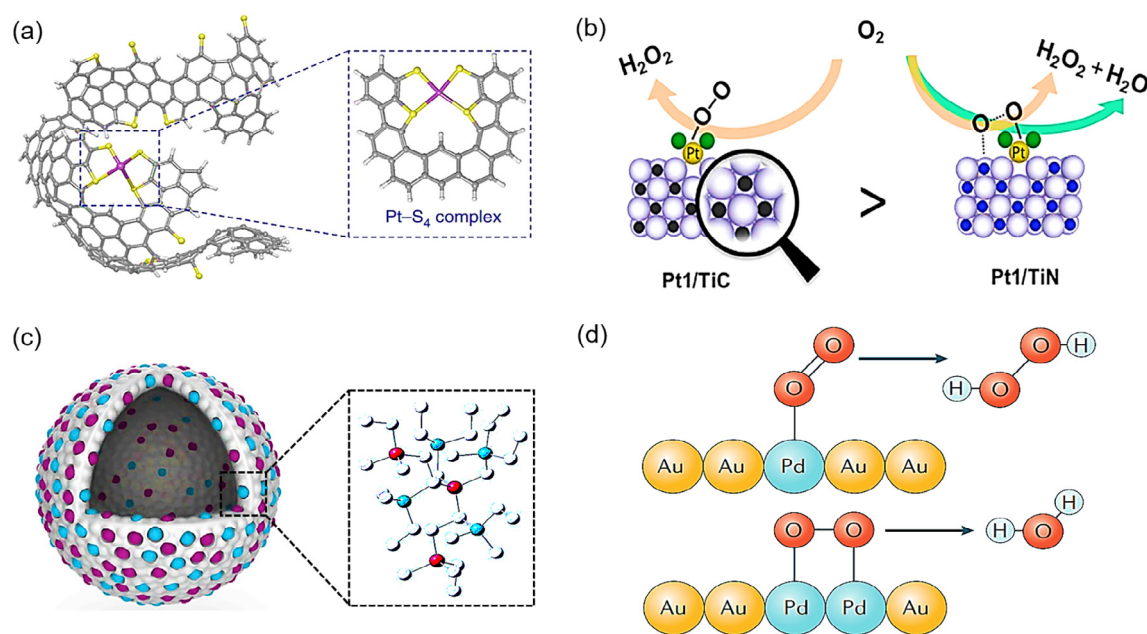 (a)
Pt–S₄ complex
(b)
O₂
H₂O₂
O
O
Pt
Pt1/TiC
>
H₂O₂ + H₂O
O
O
Pt
Pt1/TiN
(c)
(d)
O
O
H
H
O
O
Au
Au
Pd
Au
Au
O
O
H
H
O
Au
Au
Pd
Pd
Au